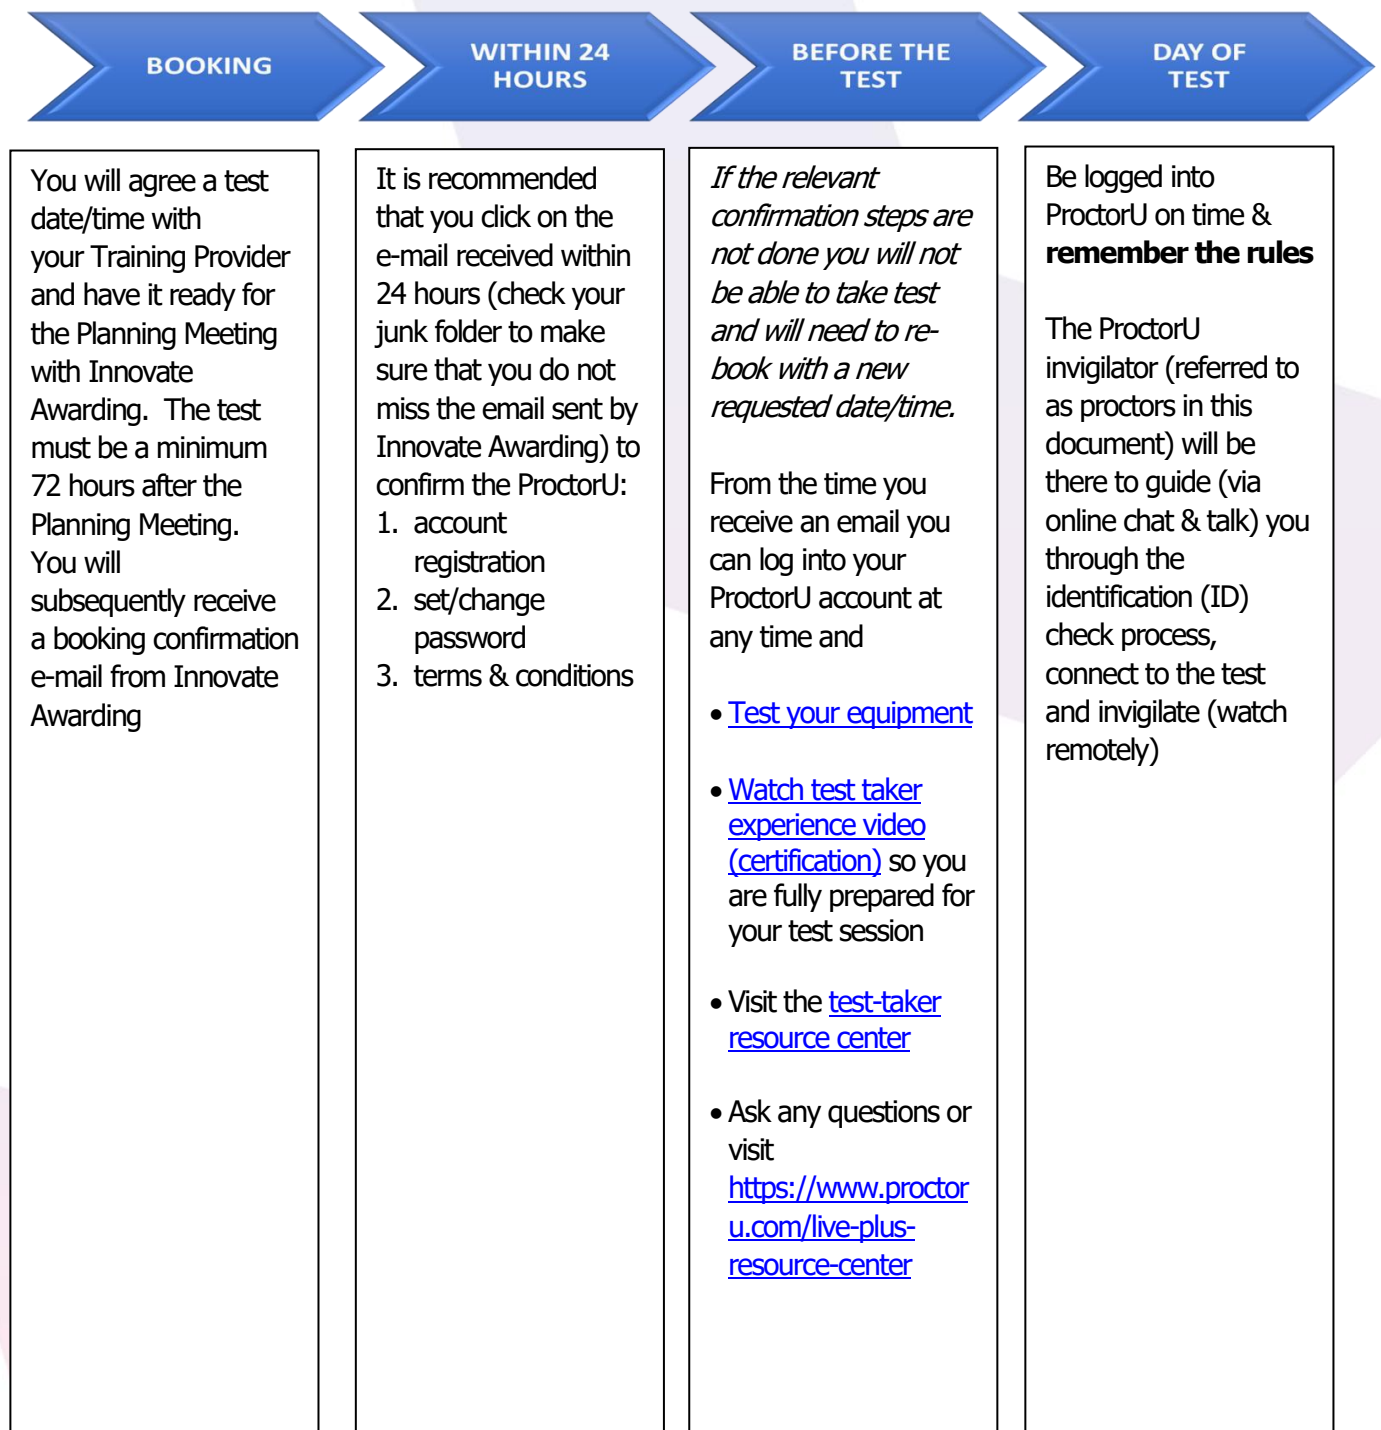 BOOKING
WITHIN 24
HOURS
BEFORE THE
TEST
DAY OF
TEST
You will agree a test
date/time with
your Training Provider
and have it ready for
the Planning Meeting
with Innovate
Awarding.  The test
must be a minimum
72 hours after the
Planning Meeting.
You will
subsequently receive
a booking confirmation
e-mail from Innovate
Awarding
It is recommended
that you click on the
e-mail received within
24 hours (check your
junk folder to make
sure that you do not
miss the email sent by
Innovate Awarding) to
confirm the ProctorU:
1. account
registration
2. set/change
password
3. terms & conditions
If the relevant
confirmation steps are
not done you will not
be able to take test
and will need to re-
book with a new
requested date/time.
From the time you
receive an email you
can log into your
ProctorU account at
any time and
• Test your equipment
• Watch test taker
experience video
(certification) so you
are fully prepared for
your test session
• Visit the test-taker
resource center
• Ask any questions or
visit
https://www.proctor
u.com/live-plus-
resource-center
Be logged into
ProctorU on time &
remember the rules
The ProctorU
invigilator (referred to
as proctors in this
document) will be
there to guide (via
online chat & talk) you
through the
identification (ID)
check process,
connect to the test
and invigilate (watch
remotely)